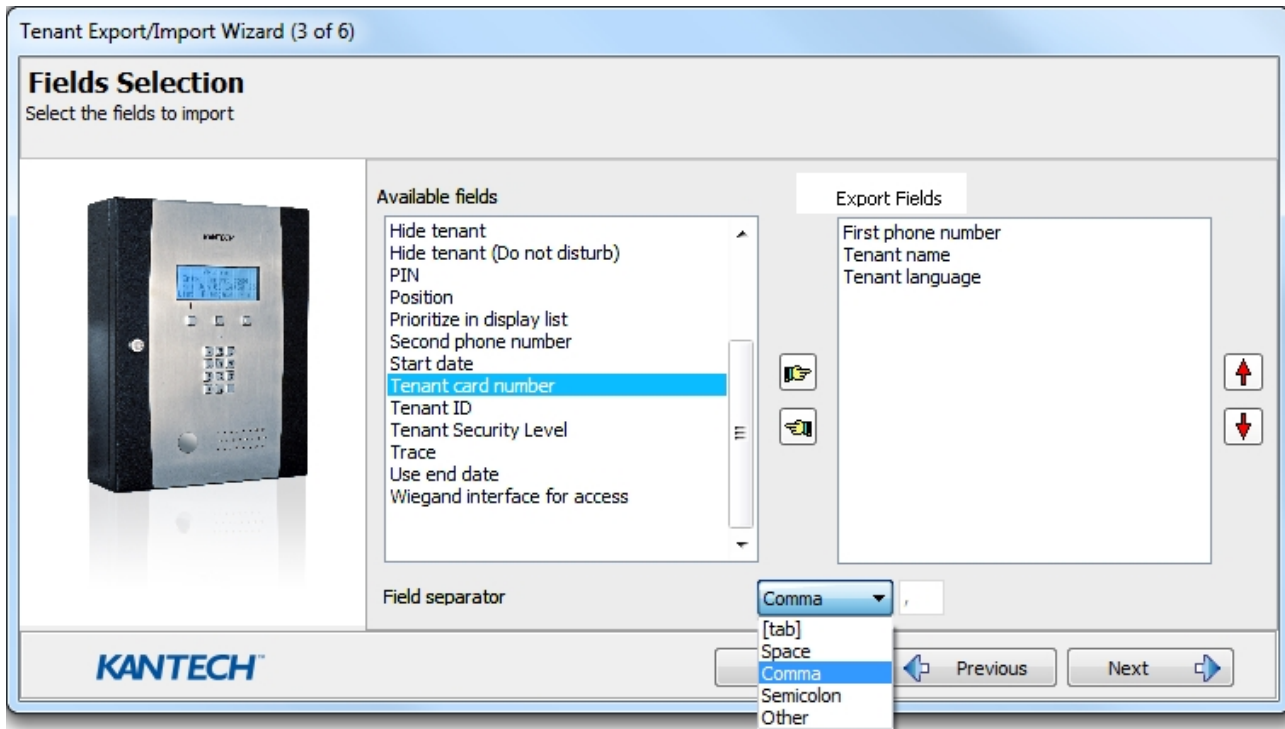 Tenant Export/Import Wizard (3 of 6)
Fields Selection
Select the fields to import
Available fields
Hide tenant
Hide tenant (Do not disturb)
PIN
Position
Prioritize in display list
Second phone number
Start date
Tenant card number
Tenant ID
Tenant Security Level
Trace
Use end date
Wiegand interface for access
Export Fields
First phone number
Tenant name
Tenant language
Field separator
Comma
,
[tab]
Space
Comma
Semicolon
Other
KANTECH
Previous
Next